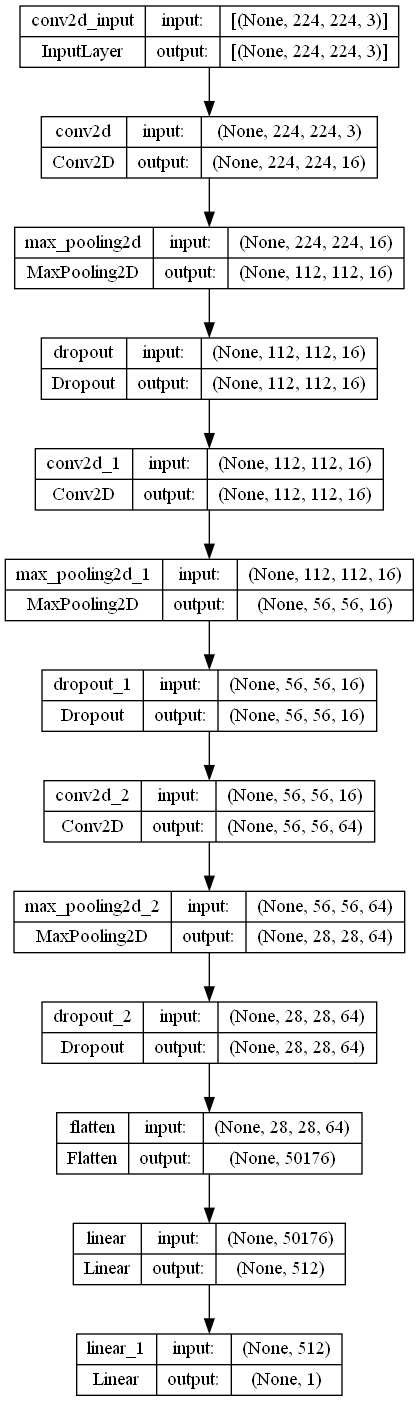 conv2d_input input: [(None, 224, 224, 3)]
InputLayer output: [(None, 224, 224, 3)]
conv2d input: (None, 224, 224, 3)
Conv2D output: (None, 224, 224, 16)
max_pooling2d input: (None, 224, 224, 16)
MaxPooling2D output: (None, 112, 112, 16)
dropout input: (None, 112, 112, 16)
Dropout output: (None, 112, 112, 16)
conv2d_1 input: (None, 112, 112, 16)
Conv2D output: (None, 112, 112, 16)
max_pooling2d_1 input: (None, 112, 112, 16)
MaxPooling2D output: (None, 56, 56, 16)
dropout_1 input: (None, 56, 56, 16)
Dropout output: (None, 56, 56, 16)
conv2d_2 input: (None, 56, 56, 16)
Conv2D output: (None, 56, 56, 64)
max_pooling2d_2 input: (None, 56, 56, 64)
MaxPooling2D output: (None, 28, 28, 64)
dropout_2 input: (None, 28, 28, 64)
Dropout output: (None, 28, 28, 64)
flatten input: (None, 28, 28, 64)
Flatten output: (None, 50176)
linear input: (None, 50176)
Linear output: (None, 512)
linear_1 input: (None, 512)
Linear output: (None, 1)